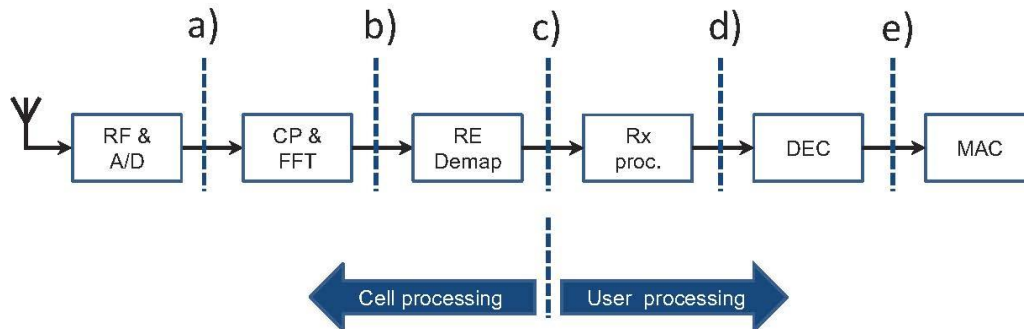 a) b) c) d) e)
RF &
A/D
CP &
FFT
RE
Demap
Rx
proc.
DEC
MAC
Cell processing
User processing